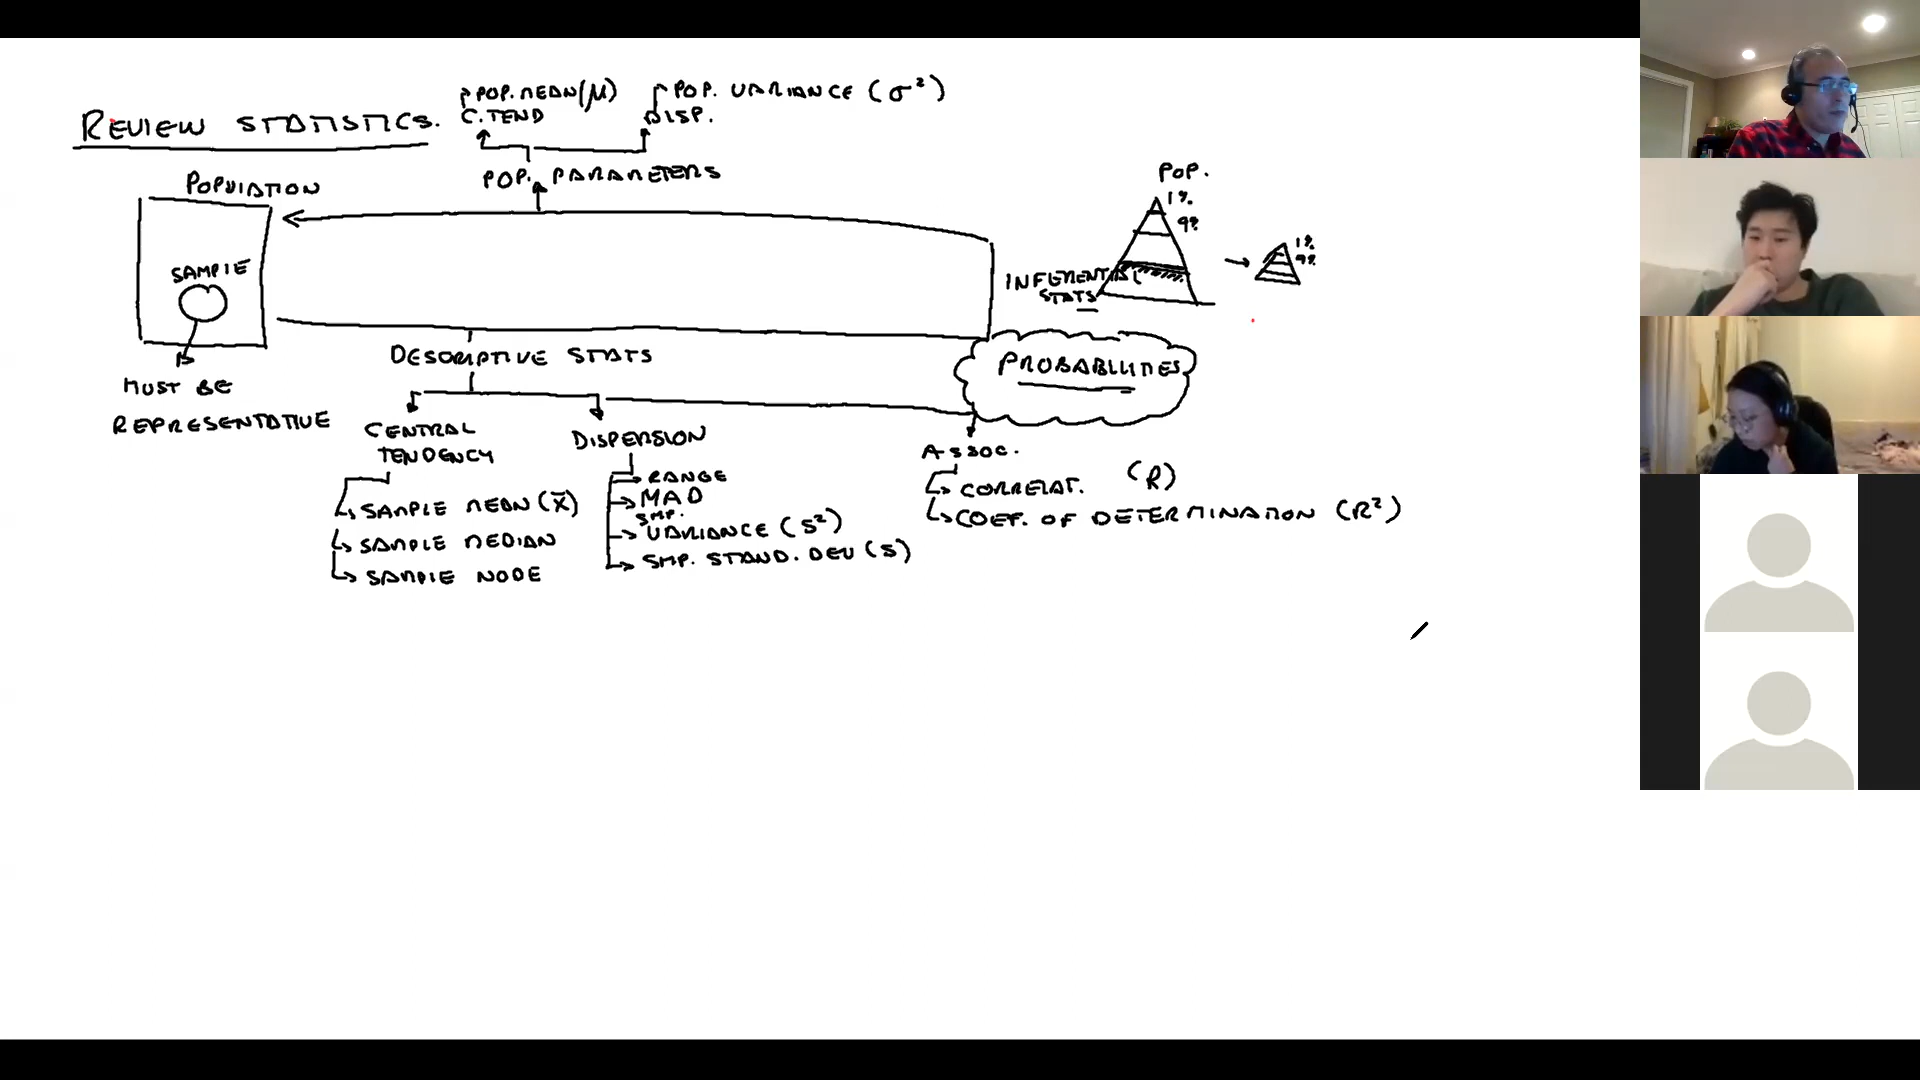 REVIEW STATISTICS.
POP. MEAN (μ)
C. TEND
POP. VARIANCE (σ²)
DISP.
POP. PARAMETERS
POPULATION
SAMPLE
MUST BE
REPRESENTATIVE
POP.
1%
9%
1%
9%
INFERENTIAL
STATS
DESCRIPTIVE STATS
PROBABILITIES
CENTRAL
TENDENCY
SAMPLE MEAN (x̄)
SAMPLE MEDIAN
SAMPLE MODE
DISPERSION
RANGE
MAD
SMP.
VARIANCE (S²)
SMP. STAND. DEV (S)
ASSOC.
CORRELAT. (R)
COEF. OF DETERMINATION (R²)